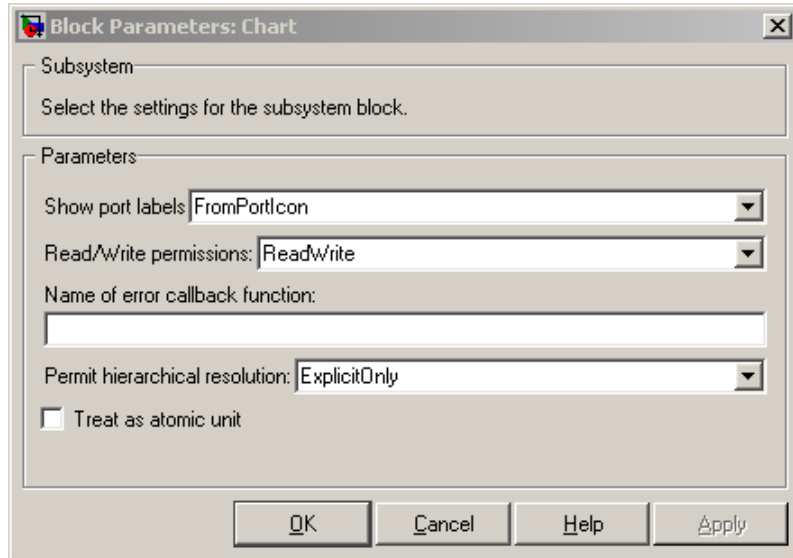 Block Parameters: Chart
Subsystem
Select the settings for the subsystem block.
Parameters
Show port labels FromPortIcon
Read/Write permissions: ReadWrite
Name of error callback function:
Permit hierarchical resolution: ExplicitOnly
Treat as atomic unit
OK Cancel Help Apply